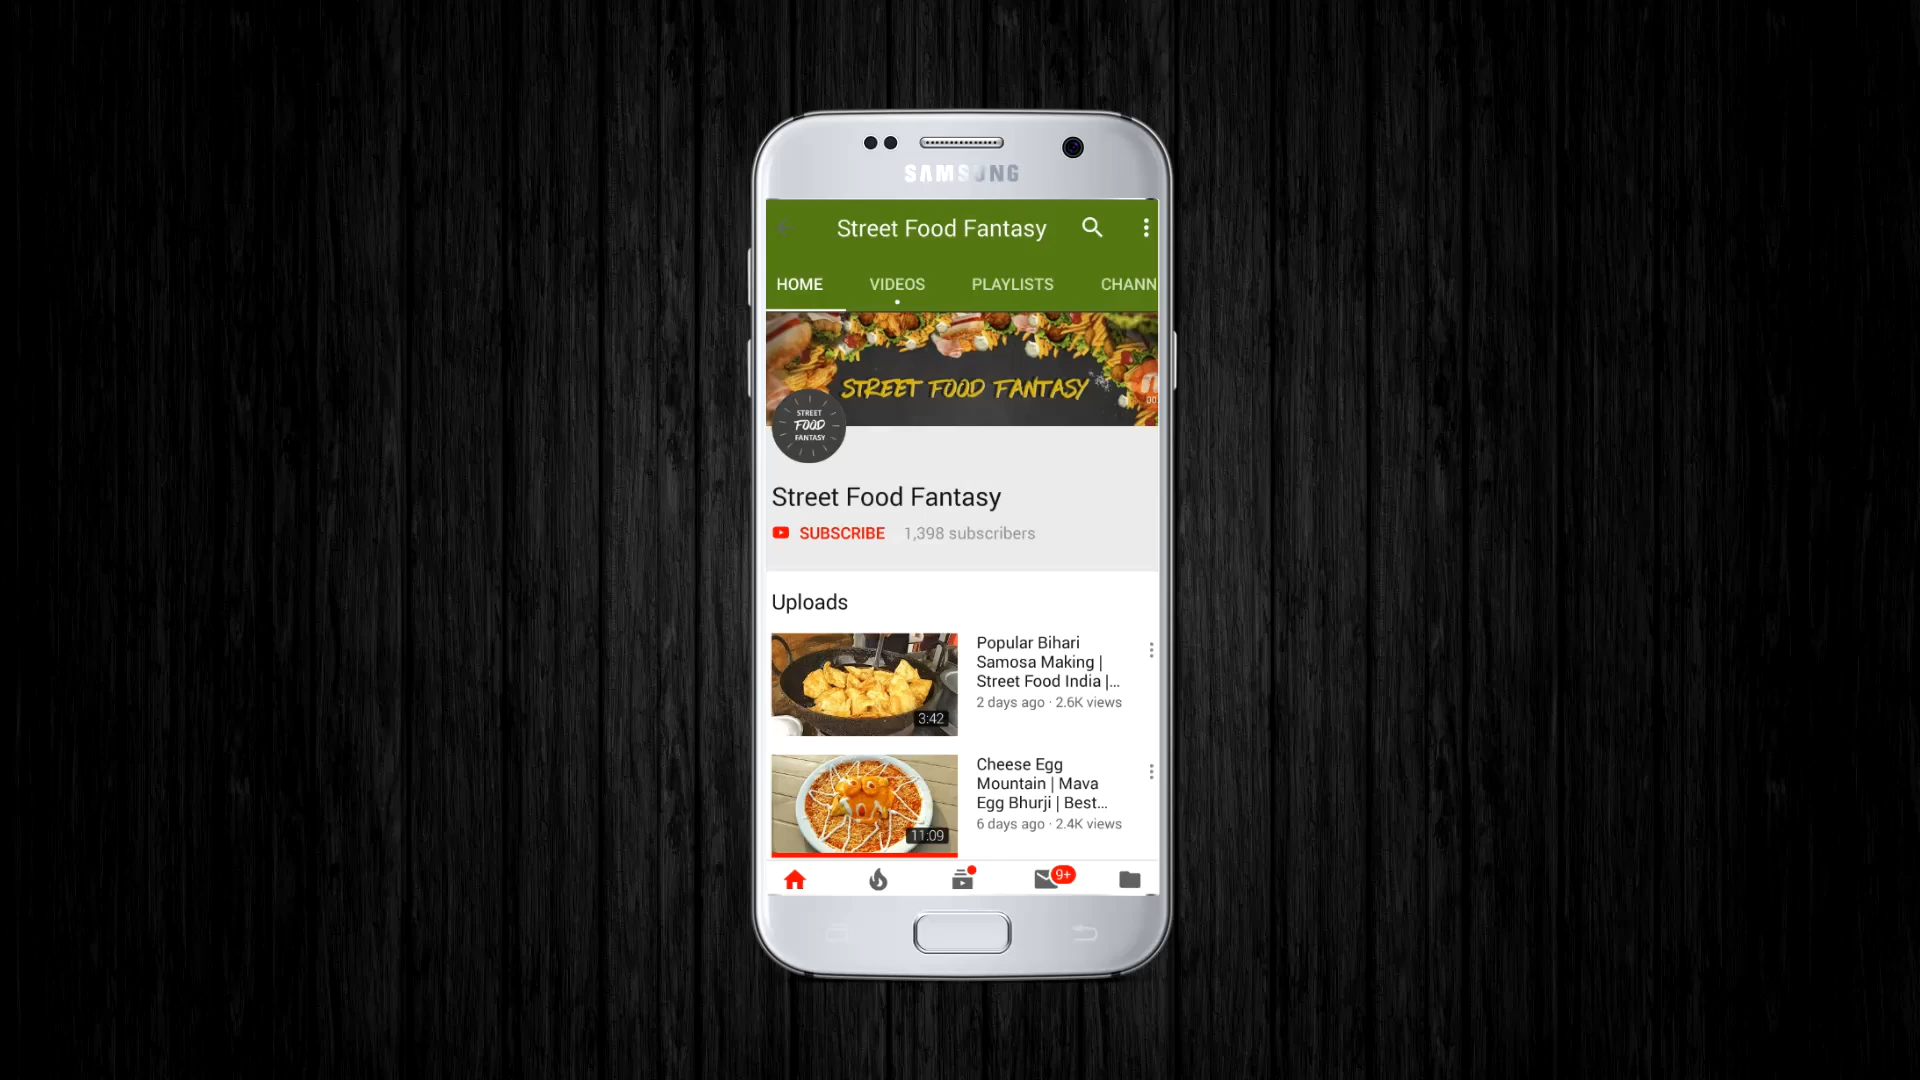 SAMSUNG
Street Food Fantasy
HOME VIDEOS PLAYLISTS CHANN
STREET FOOD FANTASY
00:
STREET
FOOD
FANTASY
Street Food Fantasy
SUBSCRIBE 1,398 subscribers
Uploads
Popular Bihari
Samosa Making |
Street Food India |...
2 days ago · 2.6K views
3:42
Cheese Egg
Mountain | Mava
Egg Bhurji | Best...
6 days ago · 2.4K views
11:09
9+